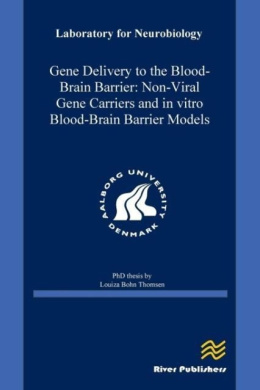 Laboratory for Neurobiology
Gene Delivery to the Blood-
Brain Barrier: Non-Viral
Gene Carriers and in vitro
Blood-Brain Barrier Models
AALBORG UNIVERSITY
DENMARK
PhD thesis by
Louiza Bohn Thomsen
River Publishers